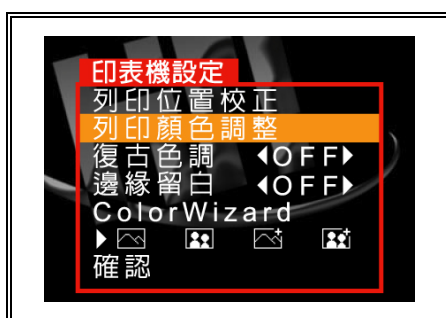 印表機設定
列印位置校正
列印顏色調整
復古色調 OFF
邊緣留白 OFF
ColorWizard
確認